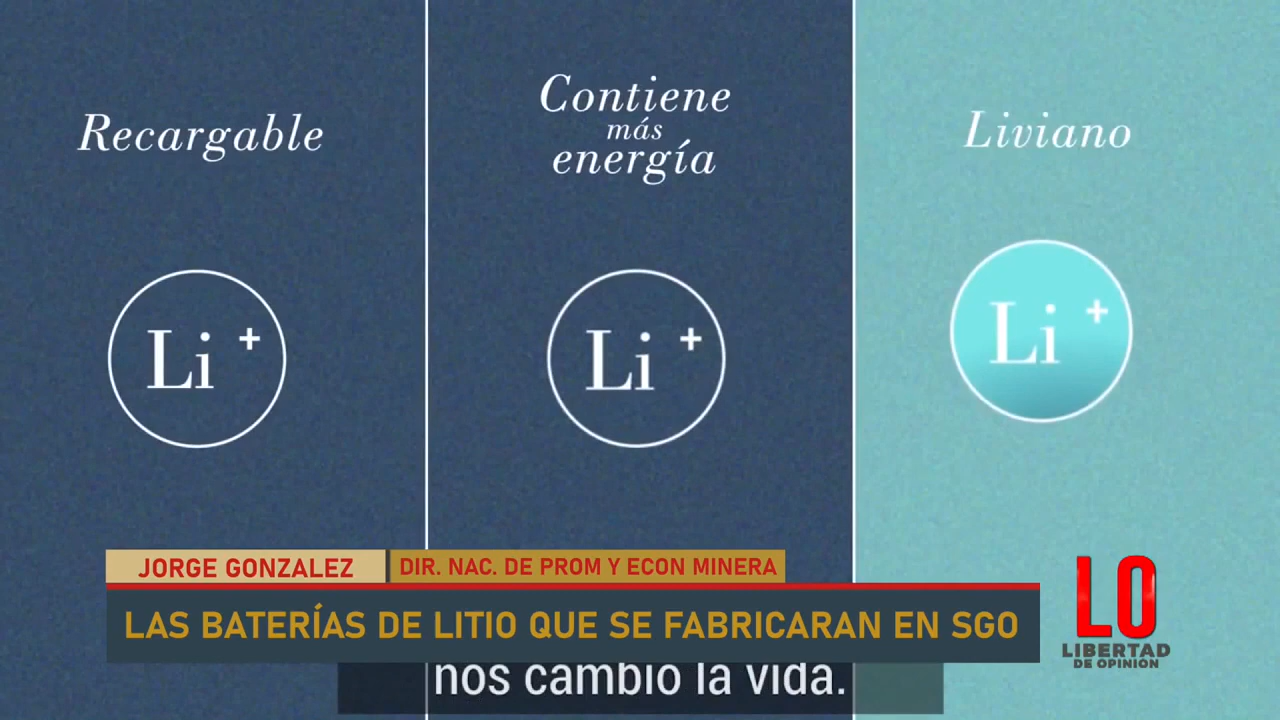 Recargable
Contiene
más
energía
Liviano
Li +
Li +
Li +
JORGE GONZALEZ
DIR. NAC. DE PROM Y ECON MINERA
LAS BATERÍAS DE LITIO QUE SE FABRICARAN EN SGO
LO
LIBERTAD
DE OPINIÓN
nos cambio la vida.